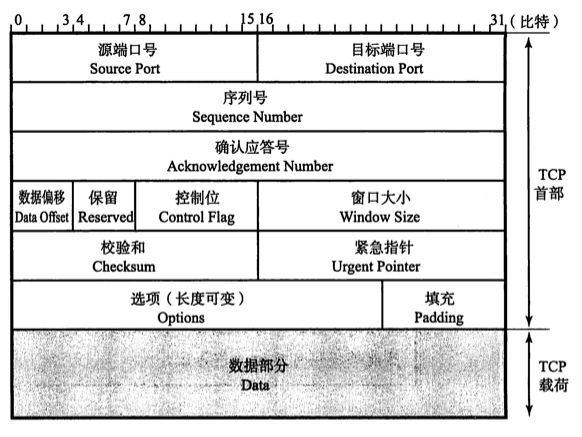 0 3 4 7 8 15 16 31 (比特)
源端口号 目标端口号
Source Port Destination Port
序列号
Sequence Number
确认应答号
Acknowledgement Number
TCP
首部
数据偏移 保留 控制位 窗口大小
Data Offset Reserved Control Flag Window Size
校验和 紧急指针
Checksum Urgent Pointer
选项(长度可变) 填充
Options Padding
数据部分
Data
TCP
载荷